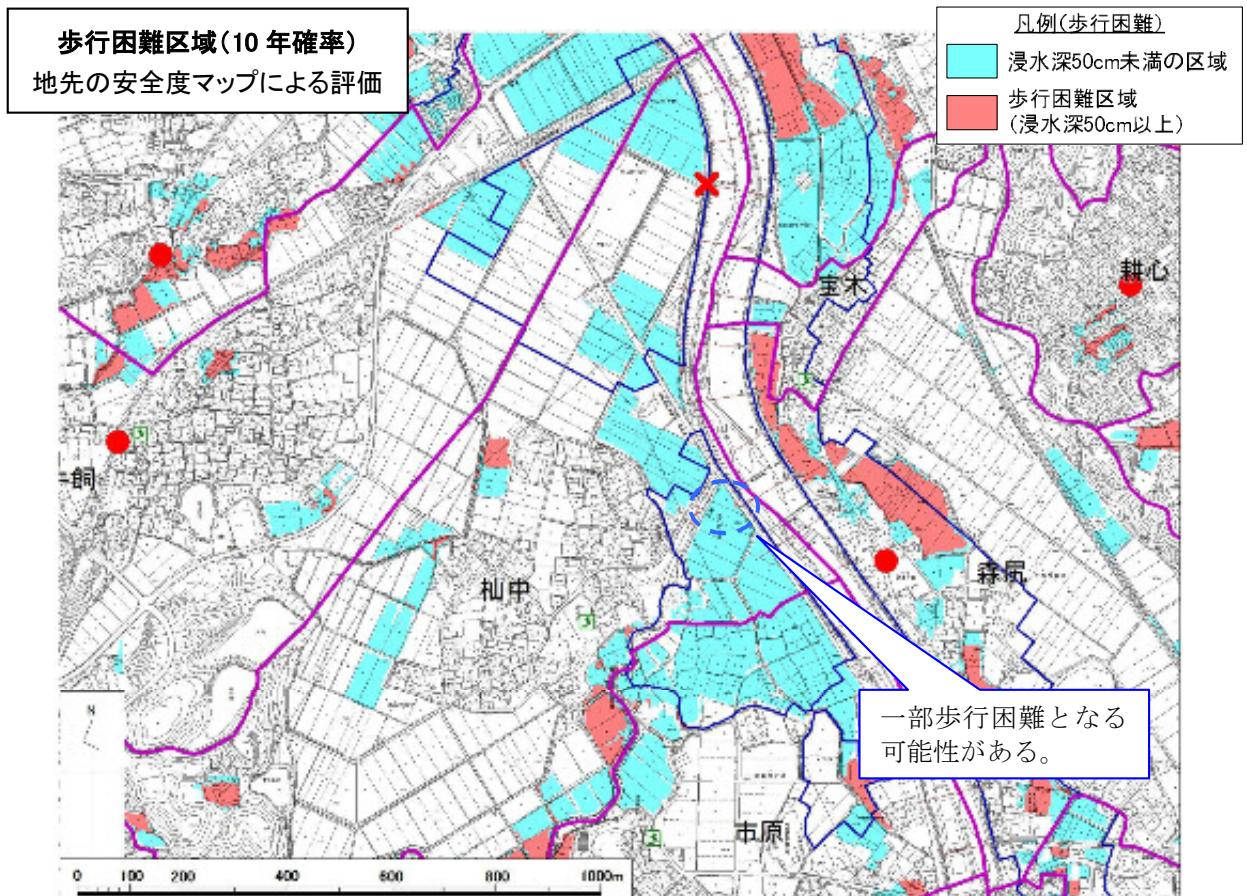 歩行困難区域(10年確率)
地先の安全度マップによる評価
凡例(歩行困難)
浸水深50cm未満の区域
歩行困難区域
(浸水深50cm以上)
宝木
耕心
飼
杣中
森尻
一部歩行困難となる
可能性がある。
市原
N
0 100 200 400 600 800 1000m